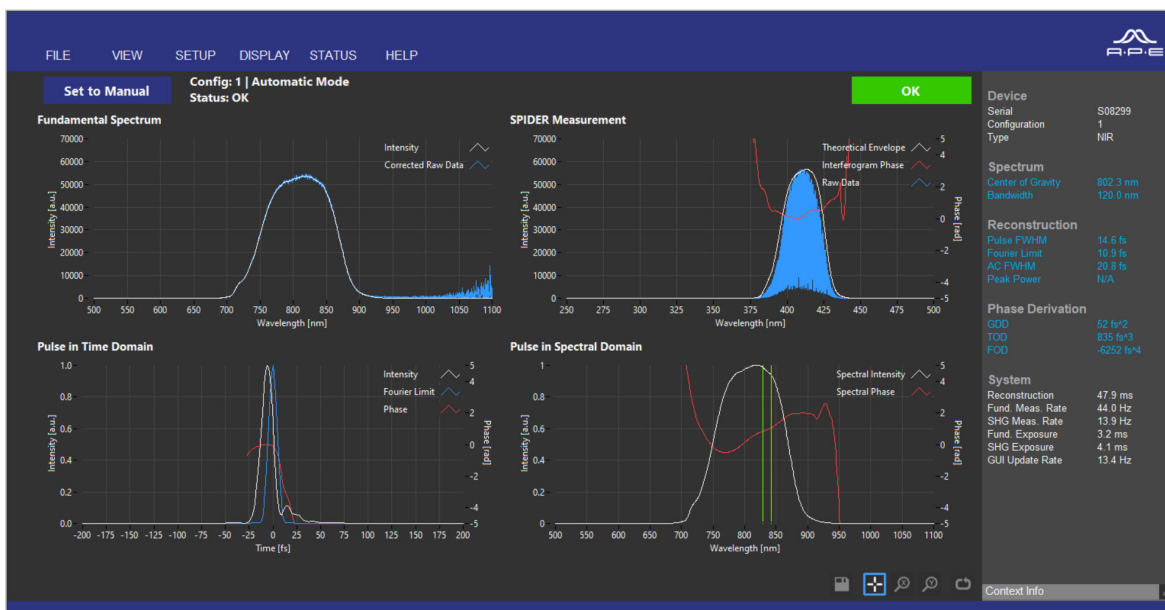 A·P·E
FILE VIEW SETUP DISPLAY STATUS HELP
Set to Manual
Config: 1 | Automatic Mode
Status: OK
OK
Fundamental Spectrum
70000
60000
50000
40000
30000
20000
10000
0
Intensity [a.u.]
Intensity
Corrected Raw Data
500 550 600 650 700 750 800 850 900 950 1000 1050 1100
Wavelength [nm]
SPIDER Measurement
70000
60000
50000
40000
30000
20000
10000
0
Intensity [a.u.]
Theoretical Envelope
Interferogram Phase
Raw Data
5
4
2
0
-2
-4
-5
Phase [rad]
250 275 300 325 350 375 400 425 450 475 500
Wavelength [nm]
Pulse in Time Domain
1.0
0.8
0.6
0.4
0.2
0.0
Intensity [a.u.]
Intensity
Fourier Limit
Phase
5
4
2
0
-2
-4
-5
Phase [rad]
-200 -175 -150 -125 -100 -75 -50 -25 0 25 50 75 100 125 150 175 200
Time [fs]
Pulse in Spectral Domain
1
0.8
0.6
0.4
0.2
0
Intensity [a.u.]
Spectral Intensity
Spectral Phase
5
4
2
0
-2
-4
-5
Phase [rad]
500 550 600 650 700 750 800 850 900 950 1000 1050 1100
Wavelength [nm]
X Y
Device
Serial S08299
Configuration 1
Type NIR
Spectrum
Center of Gravity 802.3 nm
Bandwidth 120.0 nm
Reconstruction
Pulse FWHM 14.6 fs
Fourier Limit 10.9 fs
AC FWHM 20.8 fs
Peak Power N/A
Phase Derivation
GDD 52 fs^2
TOD 835 fs^3
FOD -6252 fs^4
System
Reconstruction 47.9 ms
Fund. Meas. Rate 44.0 Hz
SHG Meas. Rate 13.9 Hz
Fund. Exposure 3.2 ms
SHG Exposure 4.1 ms
GUI Update Rate 13.4 Hz
Context Info